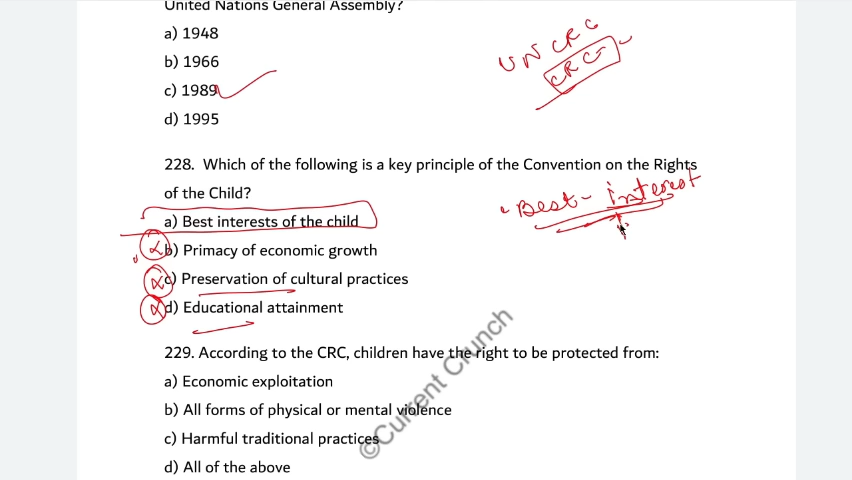 United Nations General Assembly?
a) 1948
b) 1966
c) 1989
d) 1995
UN CRC
CRC
228. Which of the following is a key principle of the Convention on the Rights
of the Child?
Best- interest
a) Best interests of the child
b) Primacy of economic growth
c) Preservation of cultural practices
d) Educational attainment
229. According to the CRC, children have the right to be protected from:
a) Economic exploitation
b) All forms of physical or mental violence
c) Harmful traditional practices
d) All of the above
©Current Crunch